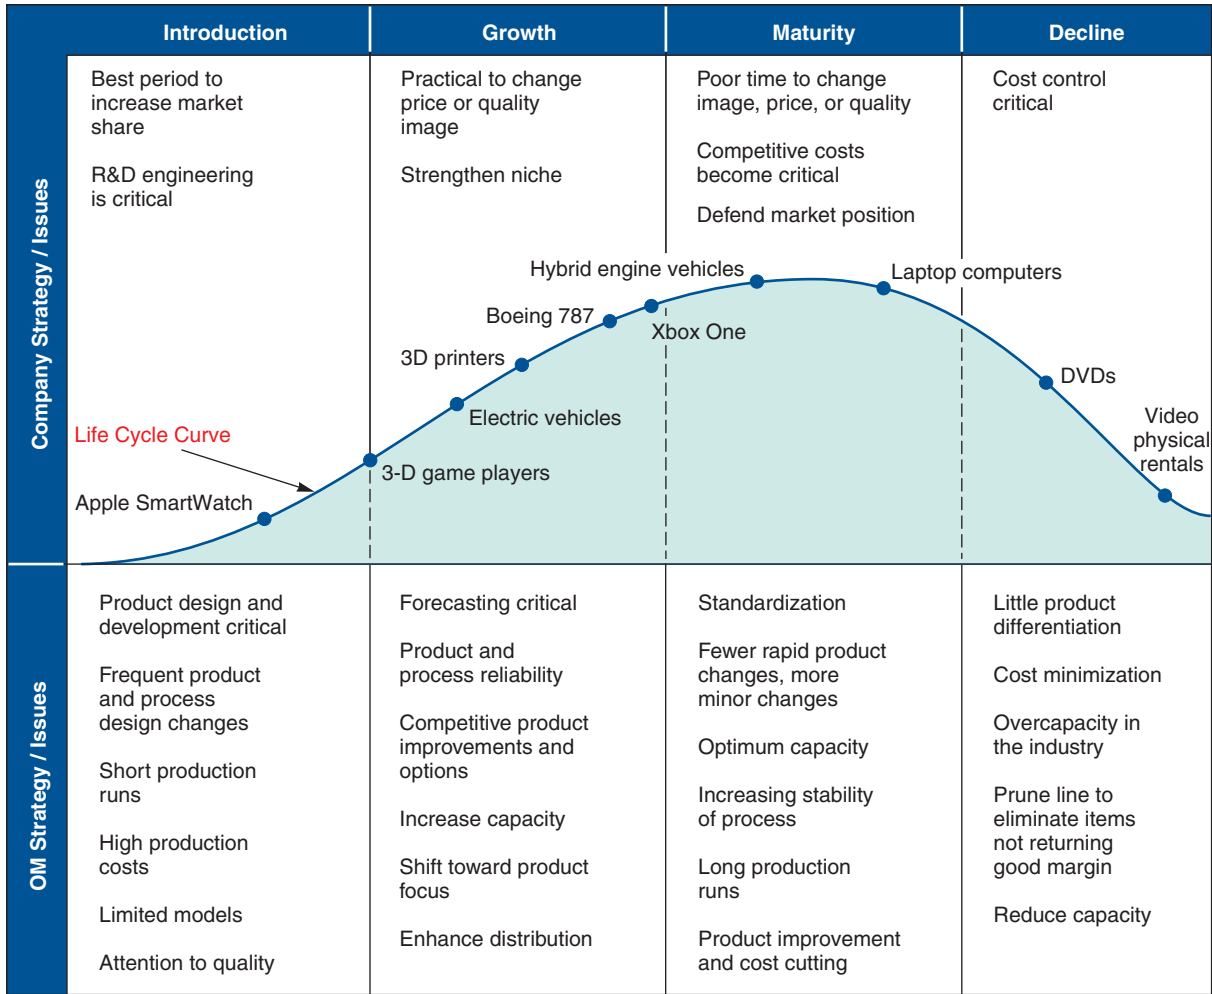 Introduction
Growth
Maturity
Decline
Company Strategy / Issues
Best period to
increase market
share
R&D engineering
is critical
Practical to change
price or quality
image
Strengthen niche
Poor time to change
image, price, or quality
Competitive costs
become critical
Defend market position
Cost control
critical
Hybrid engine vehicles
Laptop computers
Boeing 787
Xbox One
3D printers
DVDs
Electric vehicles
Video
physical
rentals
Life Cycle Curve
3-D game players
Apple SmartWatch
OM Strategy / Issues
Product design and
development critical
Frequent product
and process
design changes
Short production
runs
High production
costs
Limited models
Attention to quality
Forecasting critical
Product and
process reliability
Competitive product
improvements and
options
Increase capacity
Shift toward product
focus
Enhance distribution
Standardization
Fewer rapid product
changes, more
minor changes
Optimum capacity
Increasing stability
of process
Long production
runs
Product improvement
and cost cutting
Little product
differentiation
Cost minimization
Overcapacity in
the industry
Prune line to
eliminate items
not returning
good margin
Reduce capacity